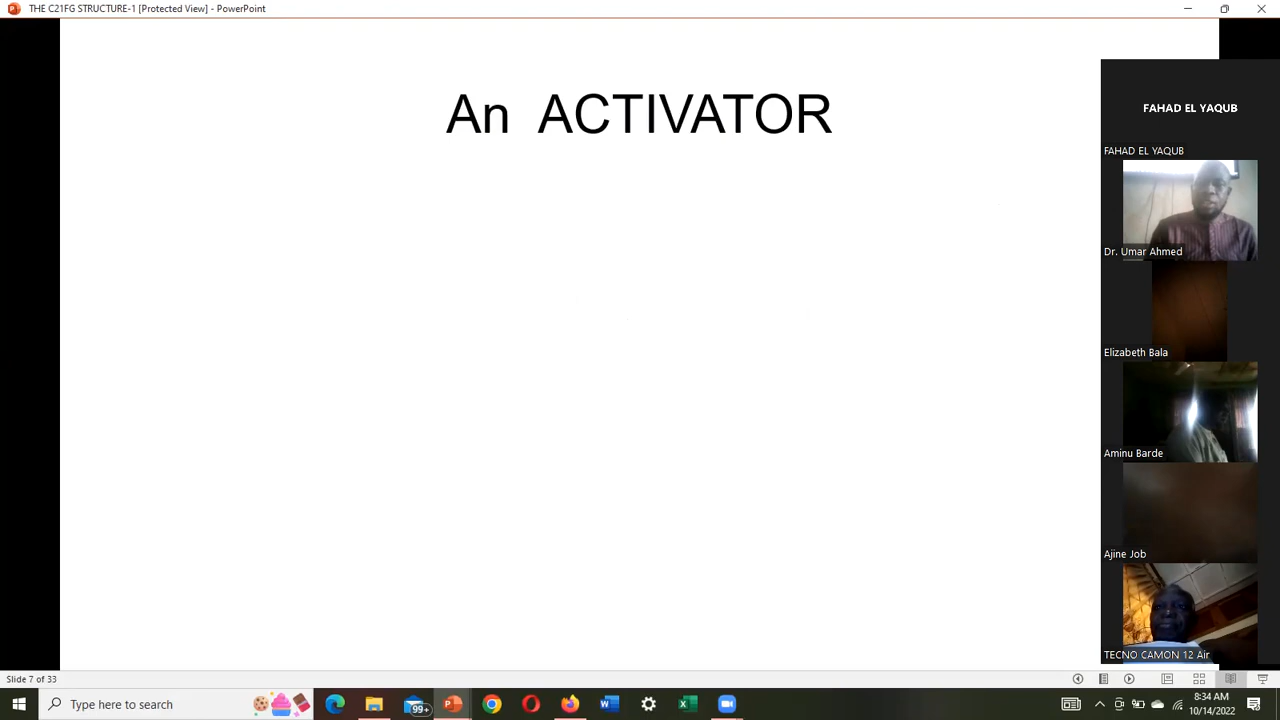 THE C21FG STRUCTURE-1 [Protected View] - PowerPoint
An ACTIVATOR
FAHAD EL YAQUB
FAHAD EL YAQUB
Dr. Umar Ahmed
Elizabeth Bala
Aminu Barde
Ajine Job
TECNO CAMON 12 Air
Slide 7 of 33
Type here to search
99+
8:34 AM
10/14/2022